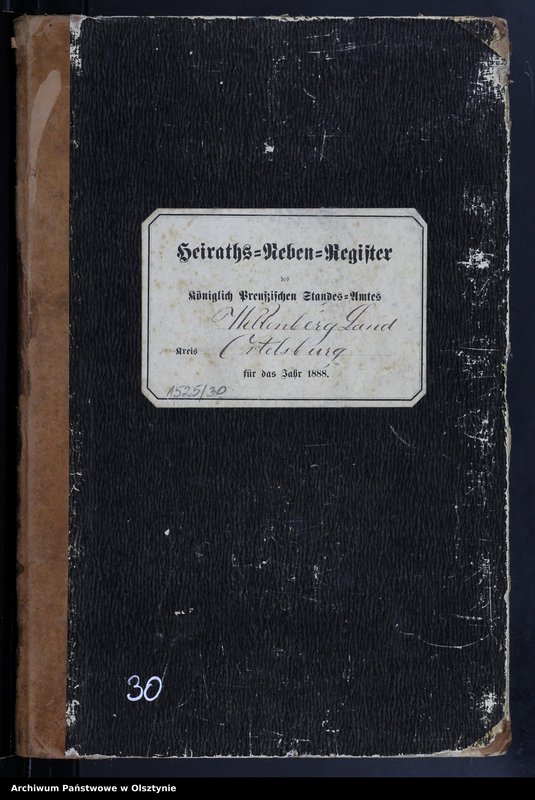 Heiraths=Neben=Register
des
Königlich Preußischen Standes=Amtes
Willenberg Land
Kreis Ortelsburg
für das Jahr 1888.
1525/30
30
Archiwum Państwowe w Olsztynie